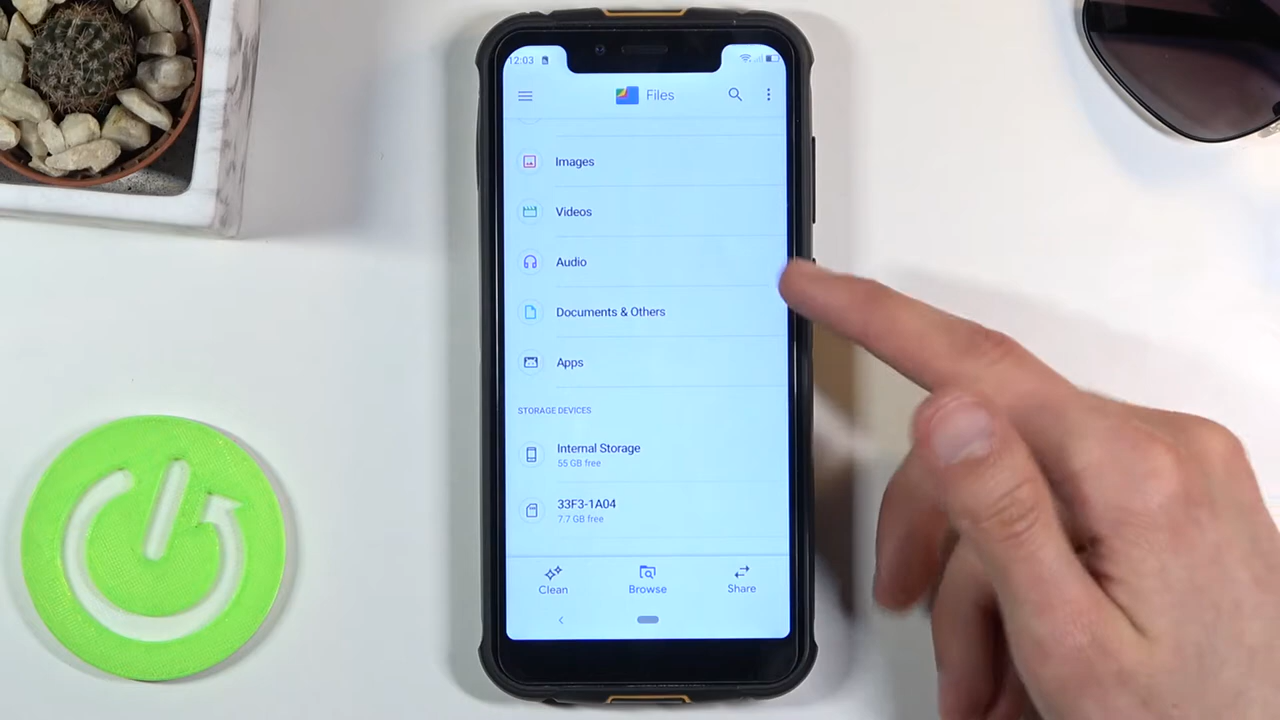 12:03
Files
Images
Videos
Audio
Documents & Others
Apps
STORAGE DEVICES
Internal Storage
55 GB free
33F3-1A04
7.7 GB free
Clean
Browse
Share